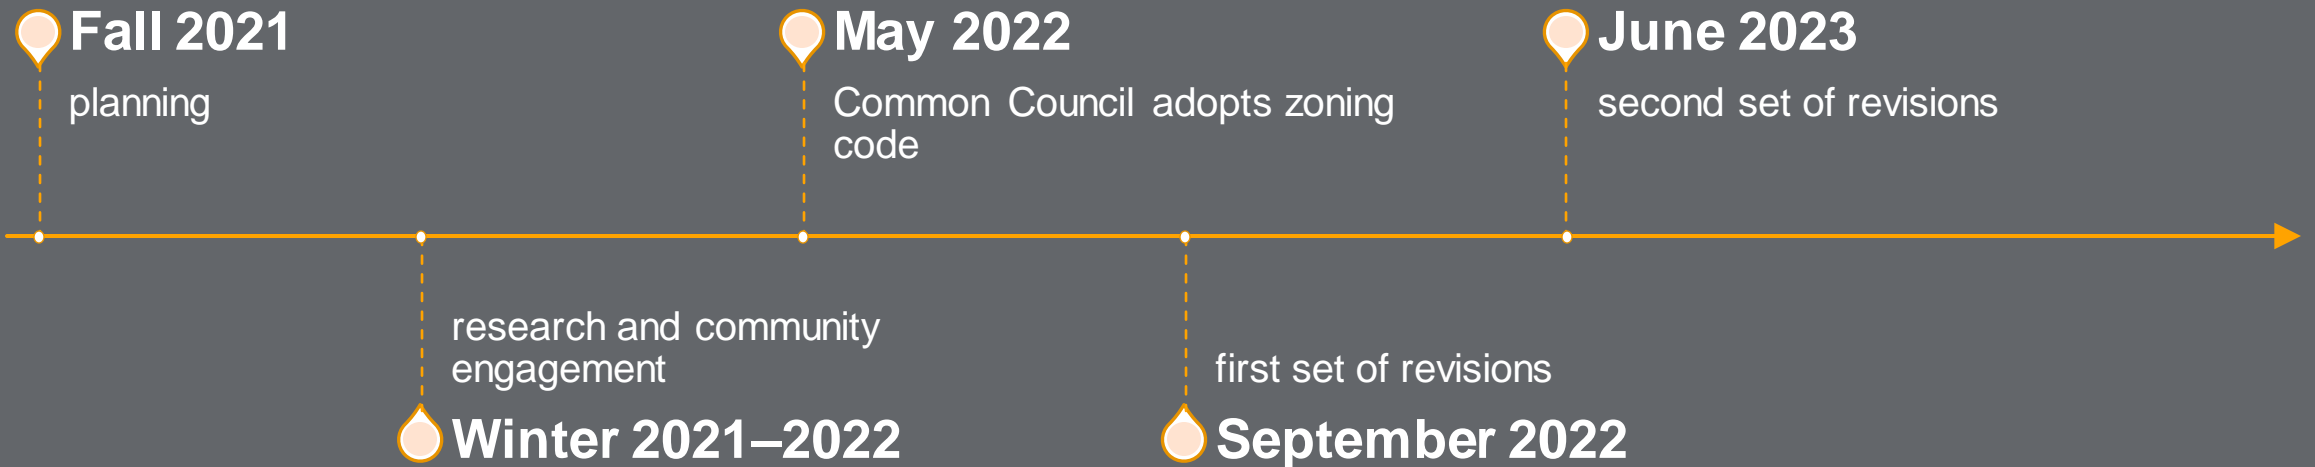 Fall 2021
planning
research and community
engagement
Winter 2021–2022
May 2022
Common Council adopts zoning
code
first set of revisions
September 2022
June 2023
second set of revisions